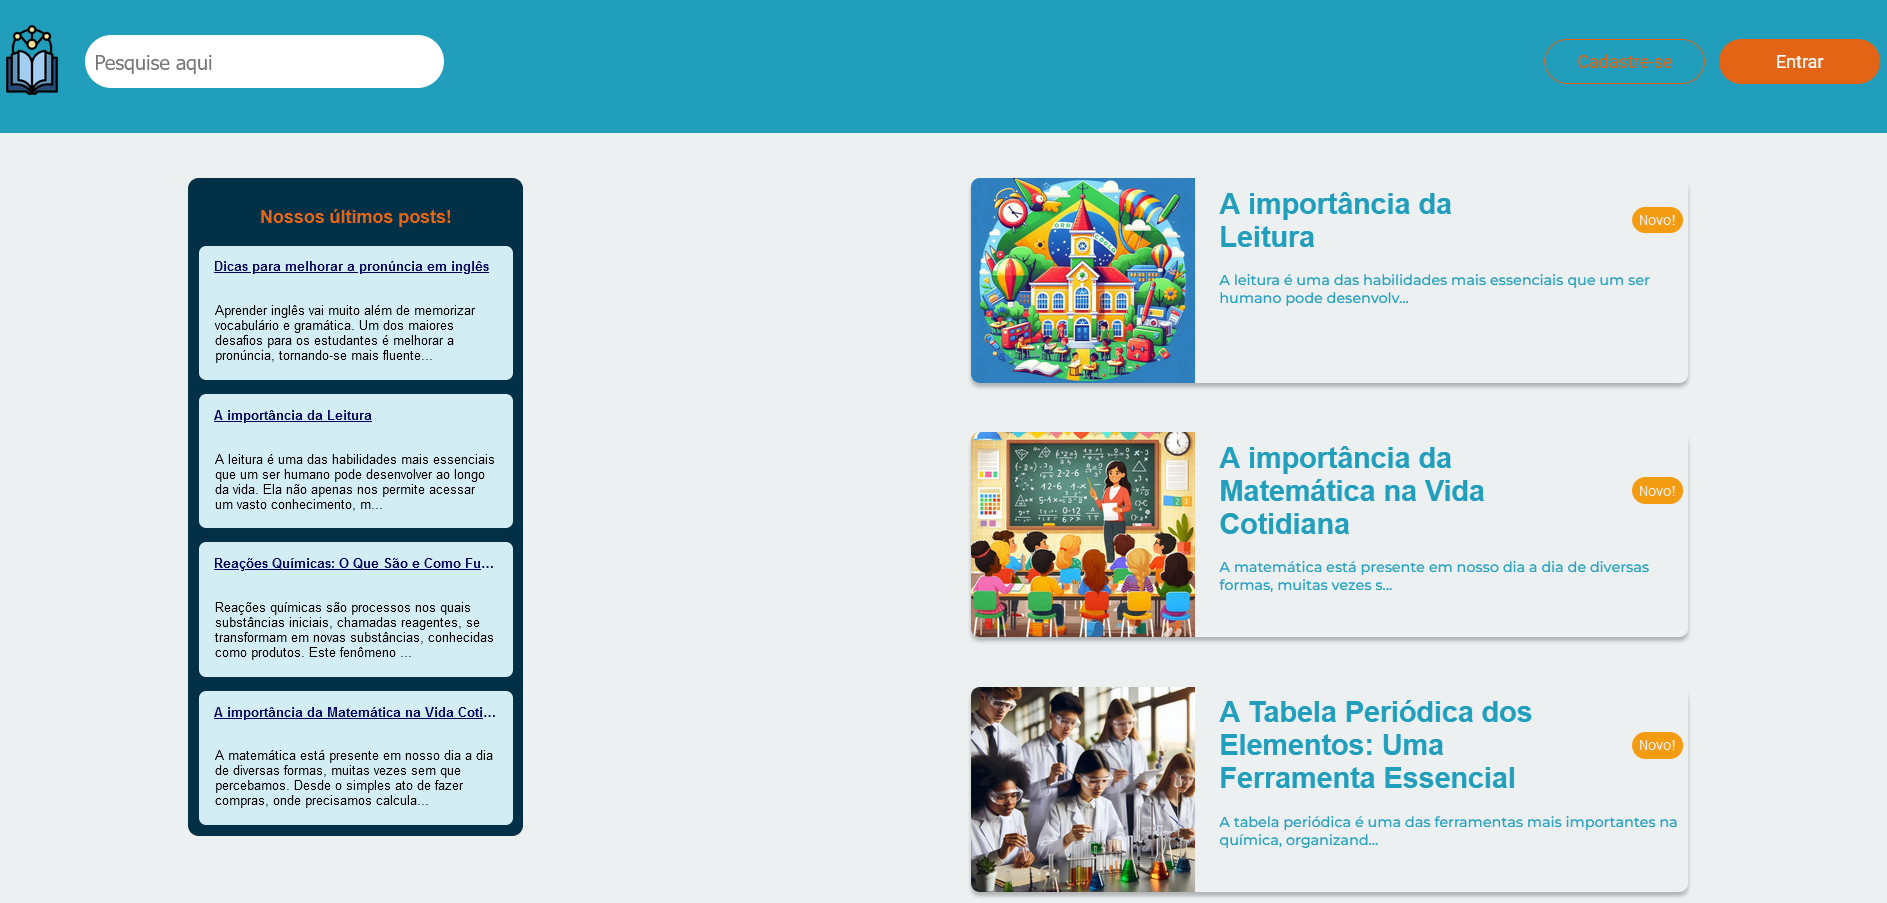 Pesquise aqui
Cadastre-se
Entrar
Nossos últimos posts!
Dicas para melhorar a pronúncia em inglês
Aprender inglês vai muito além de memorizar
vocabulário e gramática. Um dos maiores
desafios para os estudantes é melhorar a
pronúncia, tornando-se mais fluente...
A importância da Leitura
A leitura é uma das habilidades mais essenciais
que um ser humano pode desenvolver ao longo
da vida. Ela não apenas nos permite acessar
um vasto conhecimento, m...
Reações Químicas: O Que São e Como Fu...
Reações químicas são processos nos quais
substâncias iniciais, chamadas reagentes, se
transformam em novas substâncias, conhecidas
como produtos. Este fenômeno ...
A importância da Matemática na Vida Coti...
A matemática está presente em nosso dia a dia
de diversas formas, muitas vezes sem que
percebamos. Desde o simples ato de fazer
compras, onde precisamos calcula...
A importância da
Leitura
Novo!
A leitura é uma das habilidades mais essenciais que um ser
humano pode desenvolv...
A importância da
Matemática na Vida
Cotidiana
Novo!
A matemática está presente em nosso dia a dia de diversas
formas, muitas vezes s...
A Tabela Periódica dos
Elementos: Uma
Ferramenta Essencial
Novo!
A tabela periódica é uma das ferramentas mais importantes na
química, organizand...